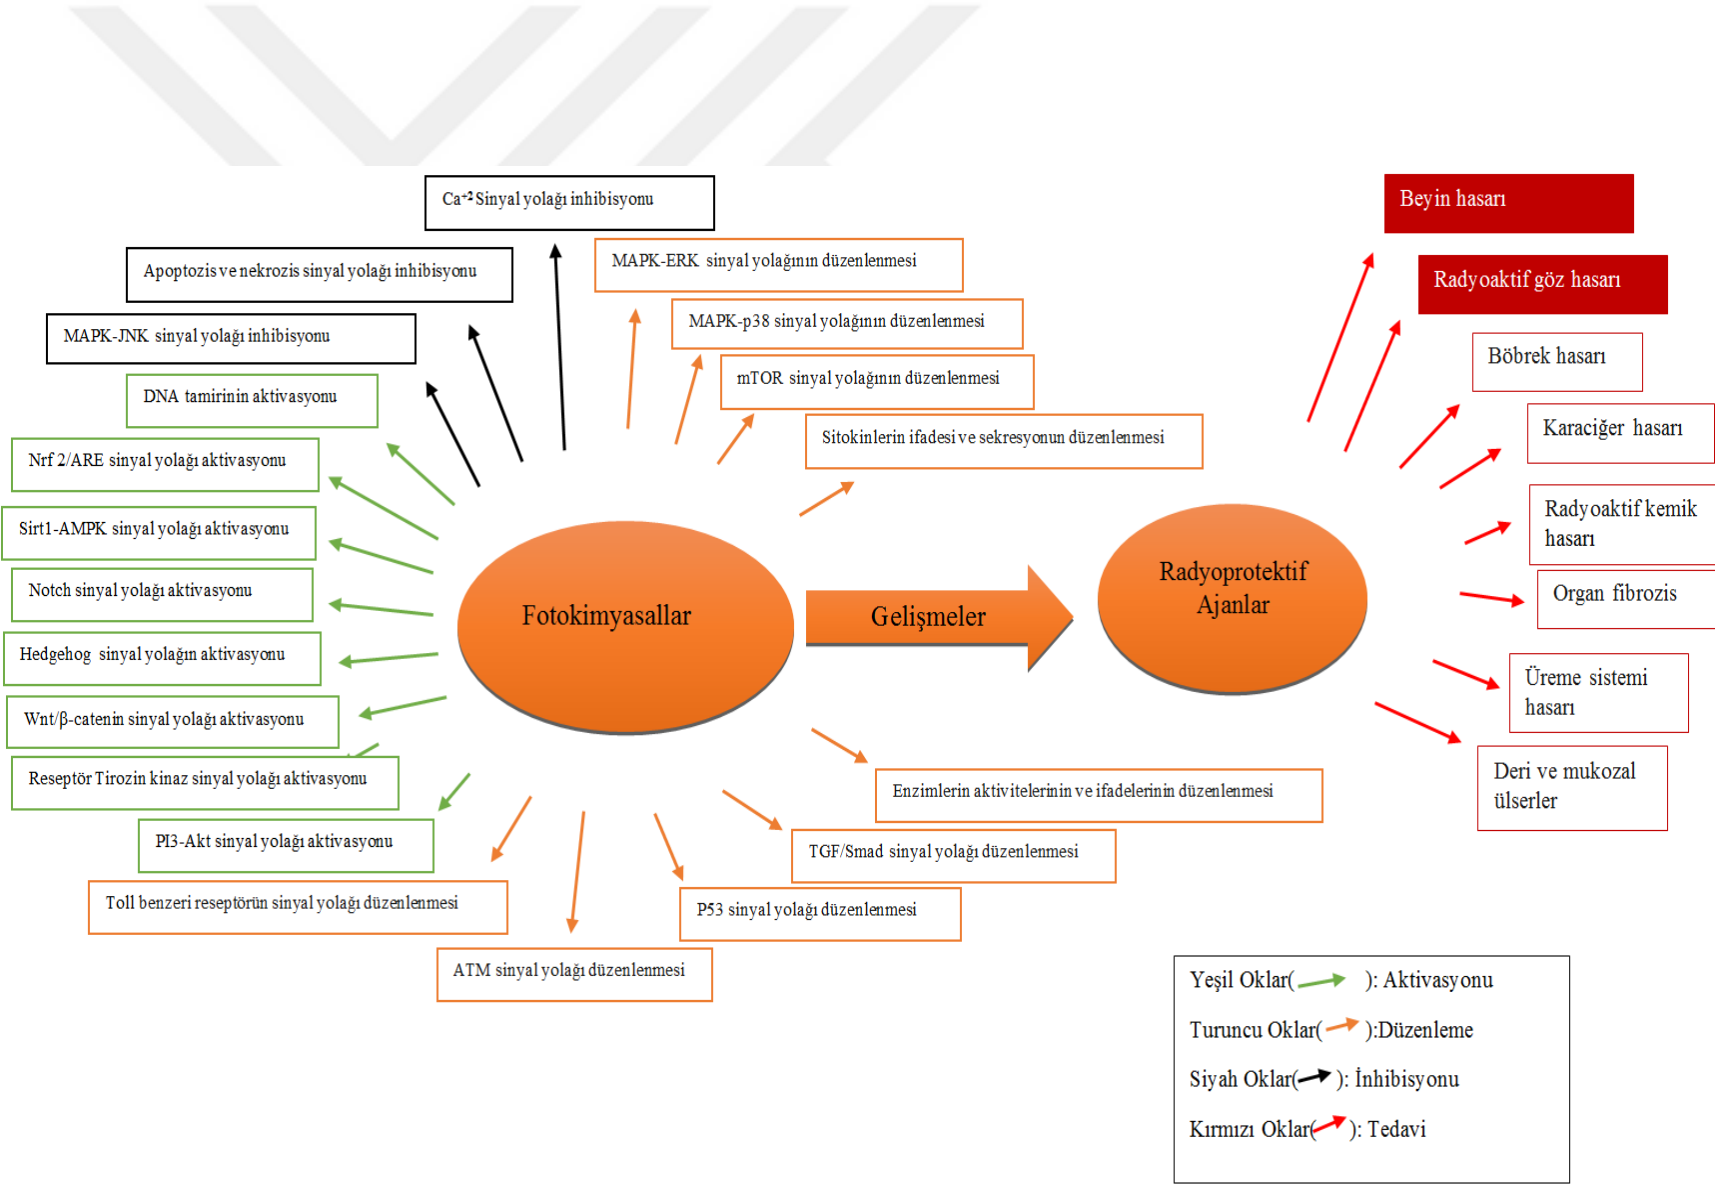 Ca⁺² Sinyal yolağı inhibisyonu
Apoptozis ve nekrozis sinyal yolağı inhibisyonu
MAPK-JNK sinyal yolağı inhibisyonu
DNA tamirinin aktivasyonu
Nrf 2/ARE sinyal yolağı aktivasyonu
Sirt1-AMPK sinyal yolağı aktivasyonu
Notch sinyal yolağı aktivasyonu
Hedgehog sinyal yolağın aktivasyonu
Wnt/β-catenin sinyal yolağı aktivasyonu
Reseptör Tirozin kinaz sinyal yolağı aktivasyonu
PI3-Akt sinyal yolağı aktivasyonu
Toll benzeri reseptörün sinyal yolağı düzenlenmesi
ATM sinyal yolağı düzenlenmesi
P53 sinyal yolağı düzenlenmesi
TGF/Smad sinyal yolağı düzenlenmesi
Enzimlerin aktivitelerinin ve ifadelerinin düzenlenmesi
MAPK-ERK sinyal yolağının düzenlenmesi
MAPK-p38 sinyal yolağının düzenlenmesi
mTOR sinyal yolağının düzenlenmesi
Sitokinlerin ifadesi ve sekresyonun düzenlenmesi
Fotokimyasallar
Gelişmeler
Radyoprotektif
Ajanlar
Beyin hasarı
Radyoaktif göz hasarı
Böbrek hasarı
Karaciğer hasarı
Radyoaktif kemik
hasarı
Organ fibrozis
Üreme sistemi
hasarı
Deri ve mukozal
ülserler
Yeşil Oklar( ): Aktivasyonu
Turuncu Oklar( ):Düzenleme
Siyah Oklar( ): İnhibisyonu
Kırmızı Oklar( ): Tedavi